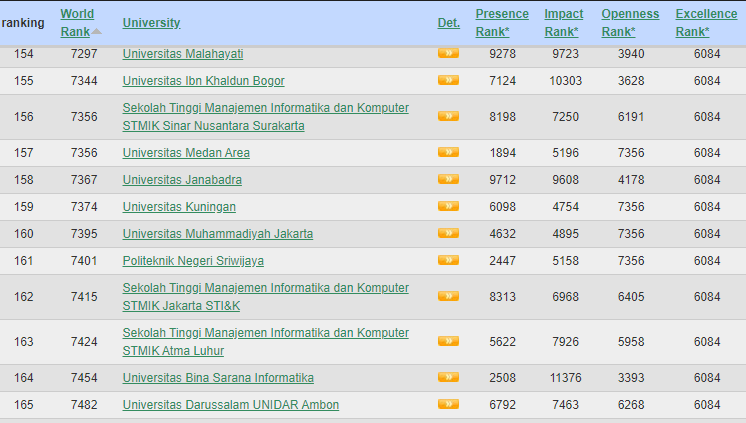 ranking World Rank University Det. Presence Rank* Impact Rank* Openness Rank* Excellence Rank*
154 7297 Universitas Malahayati 9278 9723 3940 6084
155 7344 Universitas Ibn Khaldun Bogor 7124 10303 3628 6084
156 7356 Sekolah Tinggi Manajemen Informatika dan Komputer STMIK Sinar Nusantara Surakarta 8198 7250 6191 6084
157 7356 Universitas Medan Area 1894 5196 7356 6084
158 7367 Universitas Janabadra 9712 9608 4178 6084
159 7374 Universitas Kuningan 6098 4754 7356 6084
160 7395 Universitas Muhammadiyah Jakarta 4632 4895 7356 6084
161 7401 Politeknik Negeri Sriwijaya 2447 5158 7356 6084
162 7415 Sekolah Tinggi Manajemen Informatika dan Komputer STMIK Jakarta STI&K 8313 6968 6405 6084
163 7424 Sekolah Tinggi Manajemen Informatika dan Komputer STMIK Atma Luhur 5622 7926 5958 6084
164 7454 Universitas Bina Sarana Informatika 2508 11376 3393 6084
165 7482 Universitas Darussalam UNIDAR Ambon 6792 7463 6268 6084